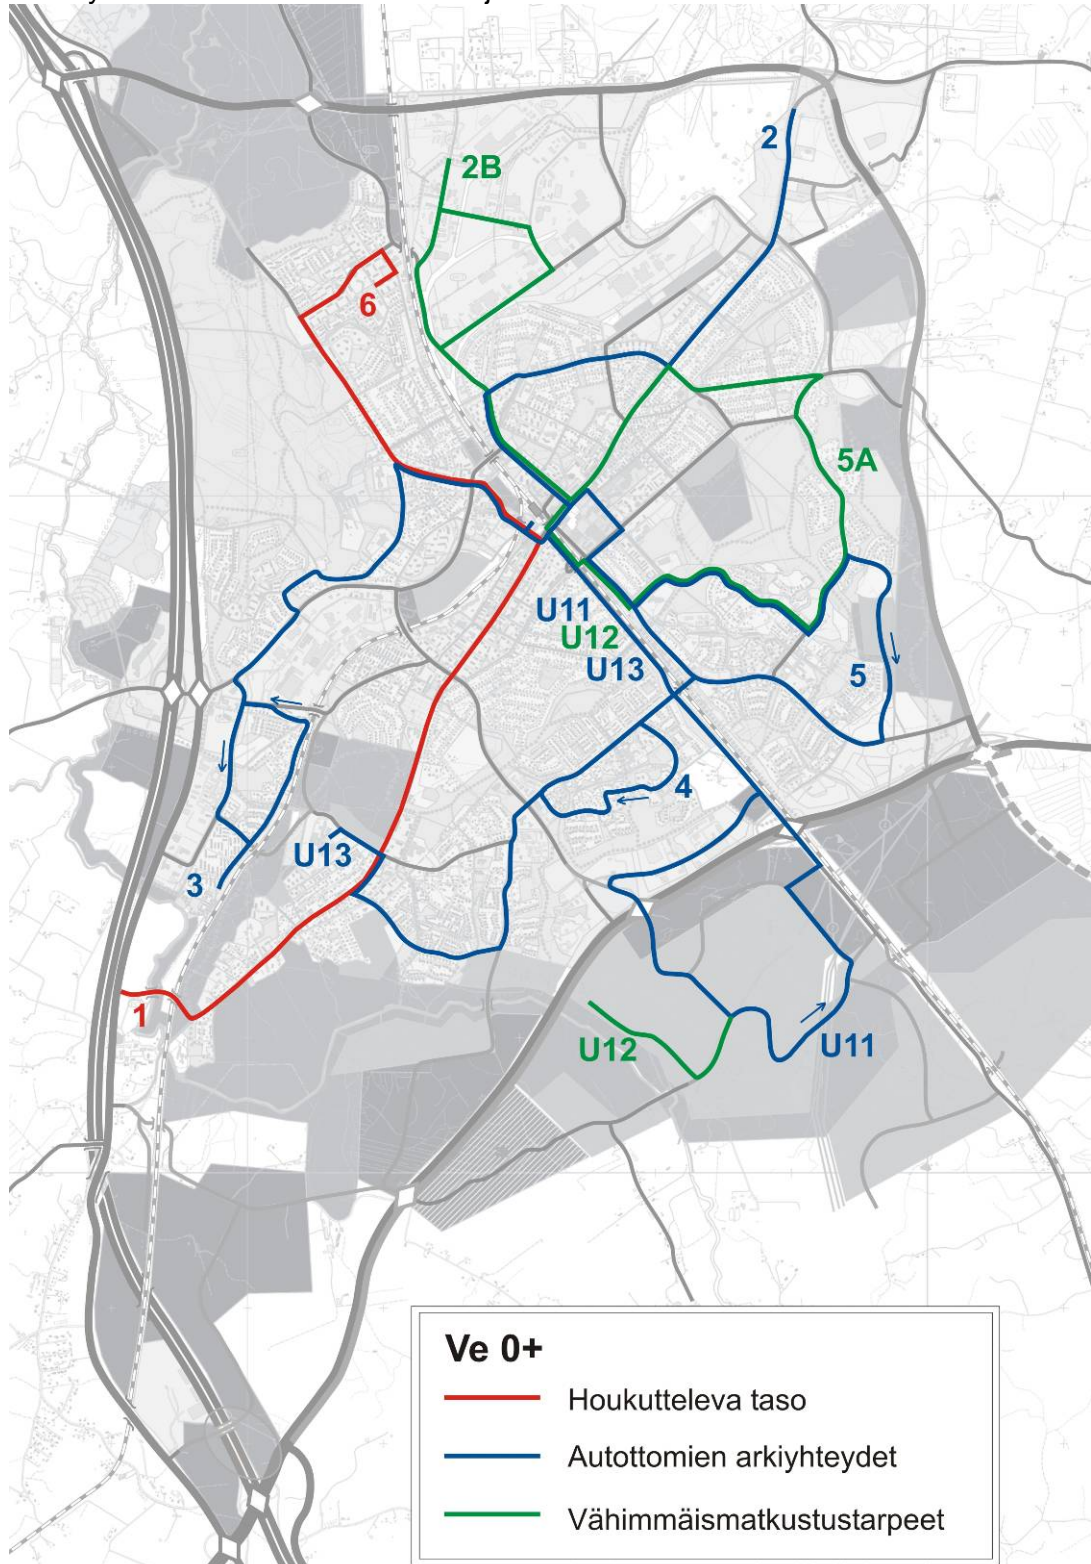 2
2B
6
5A
U11
U12
U13
5
4
U13
3
1
U12
U11
Ve 0+
Houkutteleva taso
Autottomien arkiyhteydet
Vähimmäismatkustustarpeet